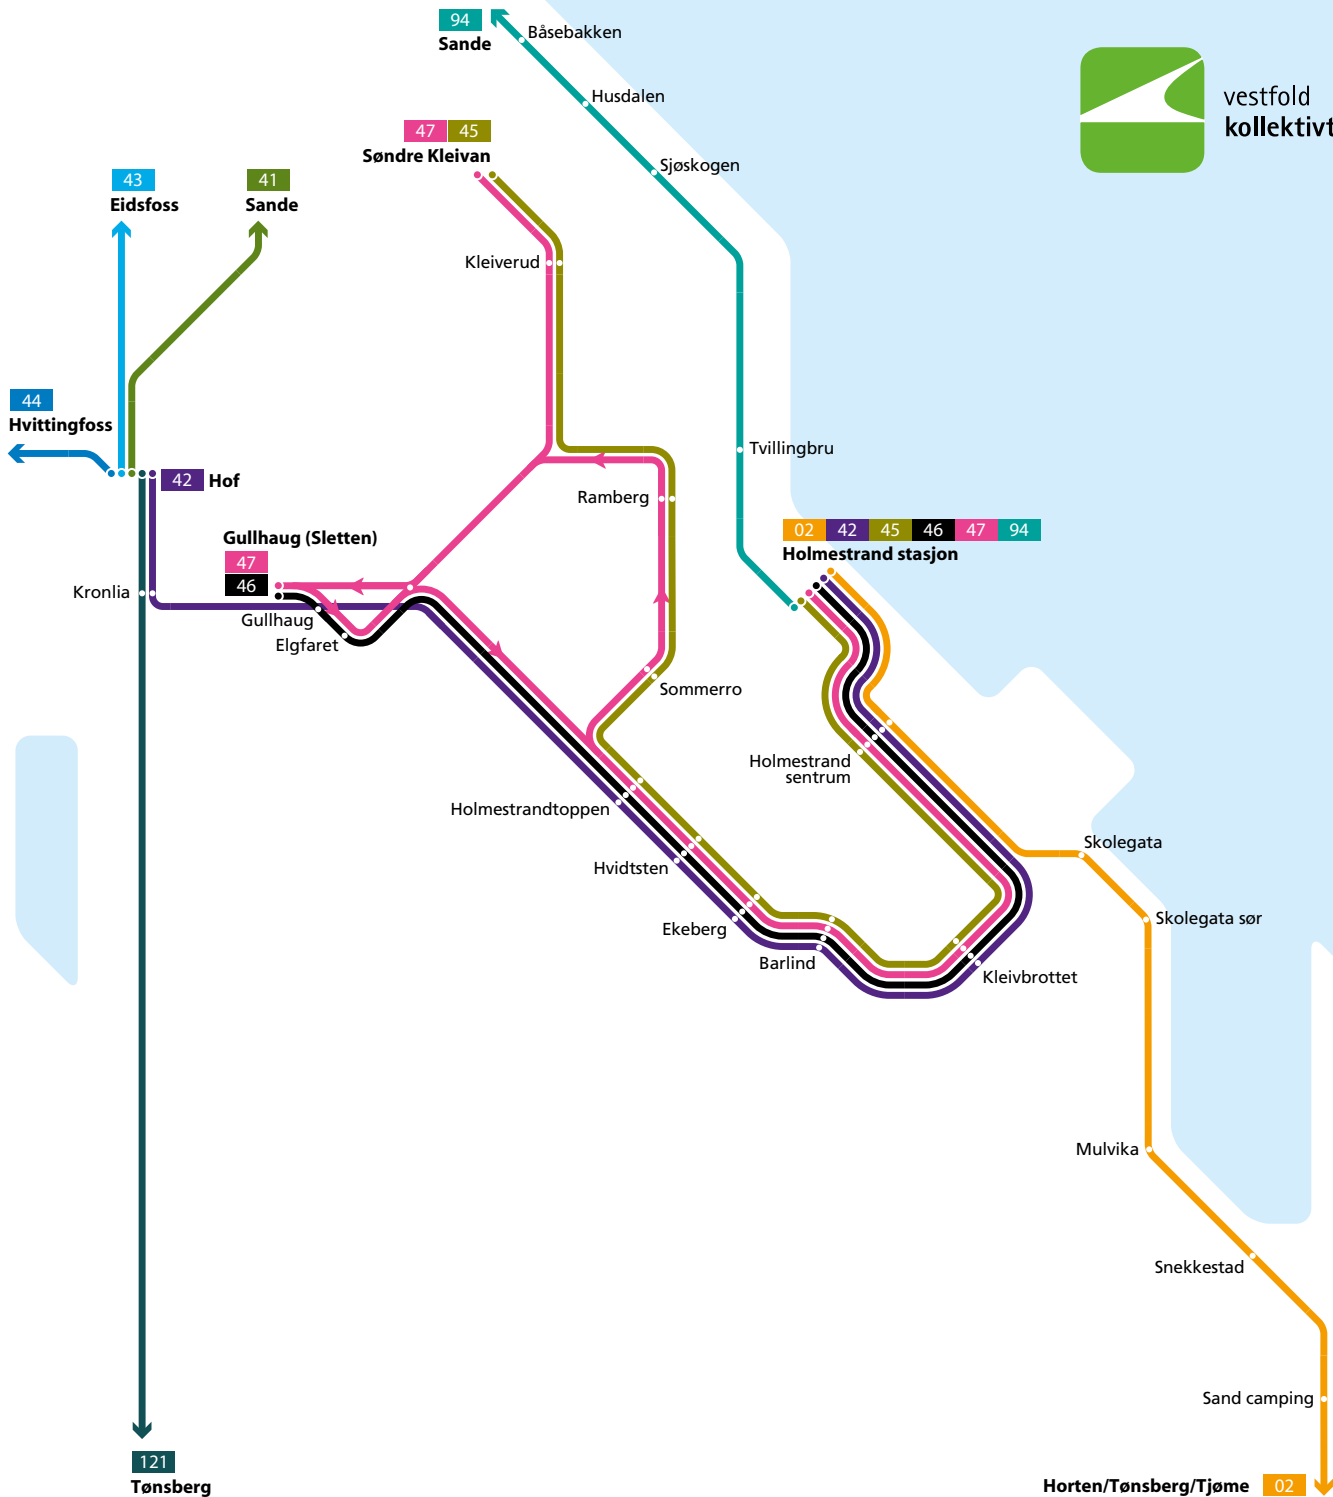 94
Sande
Båsebakken
Husdalen
vestfold
kollektivt
47 45
Søndre Kleivan
Sjøskogen
43
Eidsfoss
41
Sande
Kleiverud
44
Hvittingfoss
Tvillingbru
42 Hof
Ramberg
Gullhaug (Sletten)
47
46
02 42 45 46 47 94
Holmestrand stasjon
Kronlia
Gullhaug
Elgfaret
Sommerro
Holmestrand
sentrum
Holmestrandtoppen
Skolegata
Hvidtsten
Skolegata sør
Ekeberg
Barlind
Kleivbrottet
Mulvika
Snekkestad
Sand camping
121
Tønsberg
Horten/Tønsberg/Tjøme 02